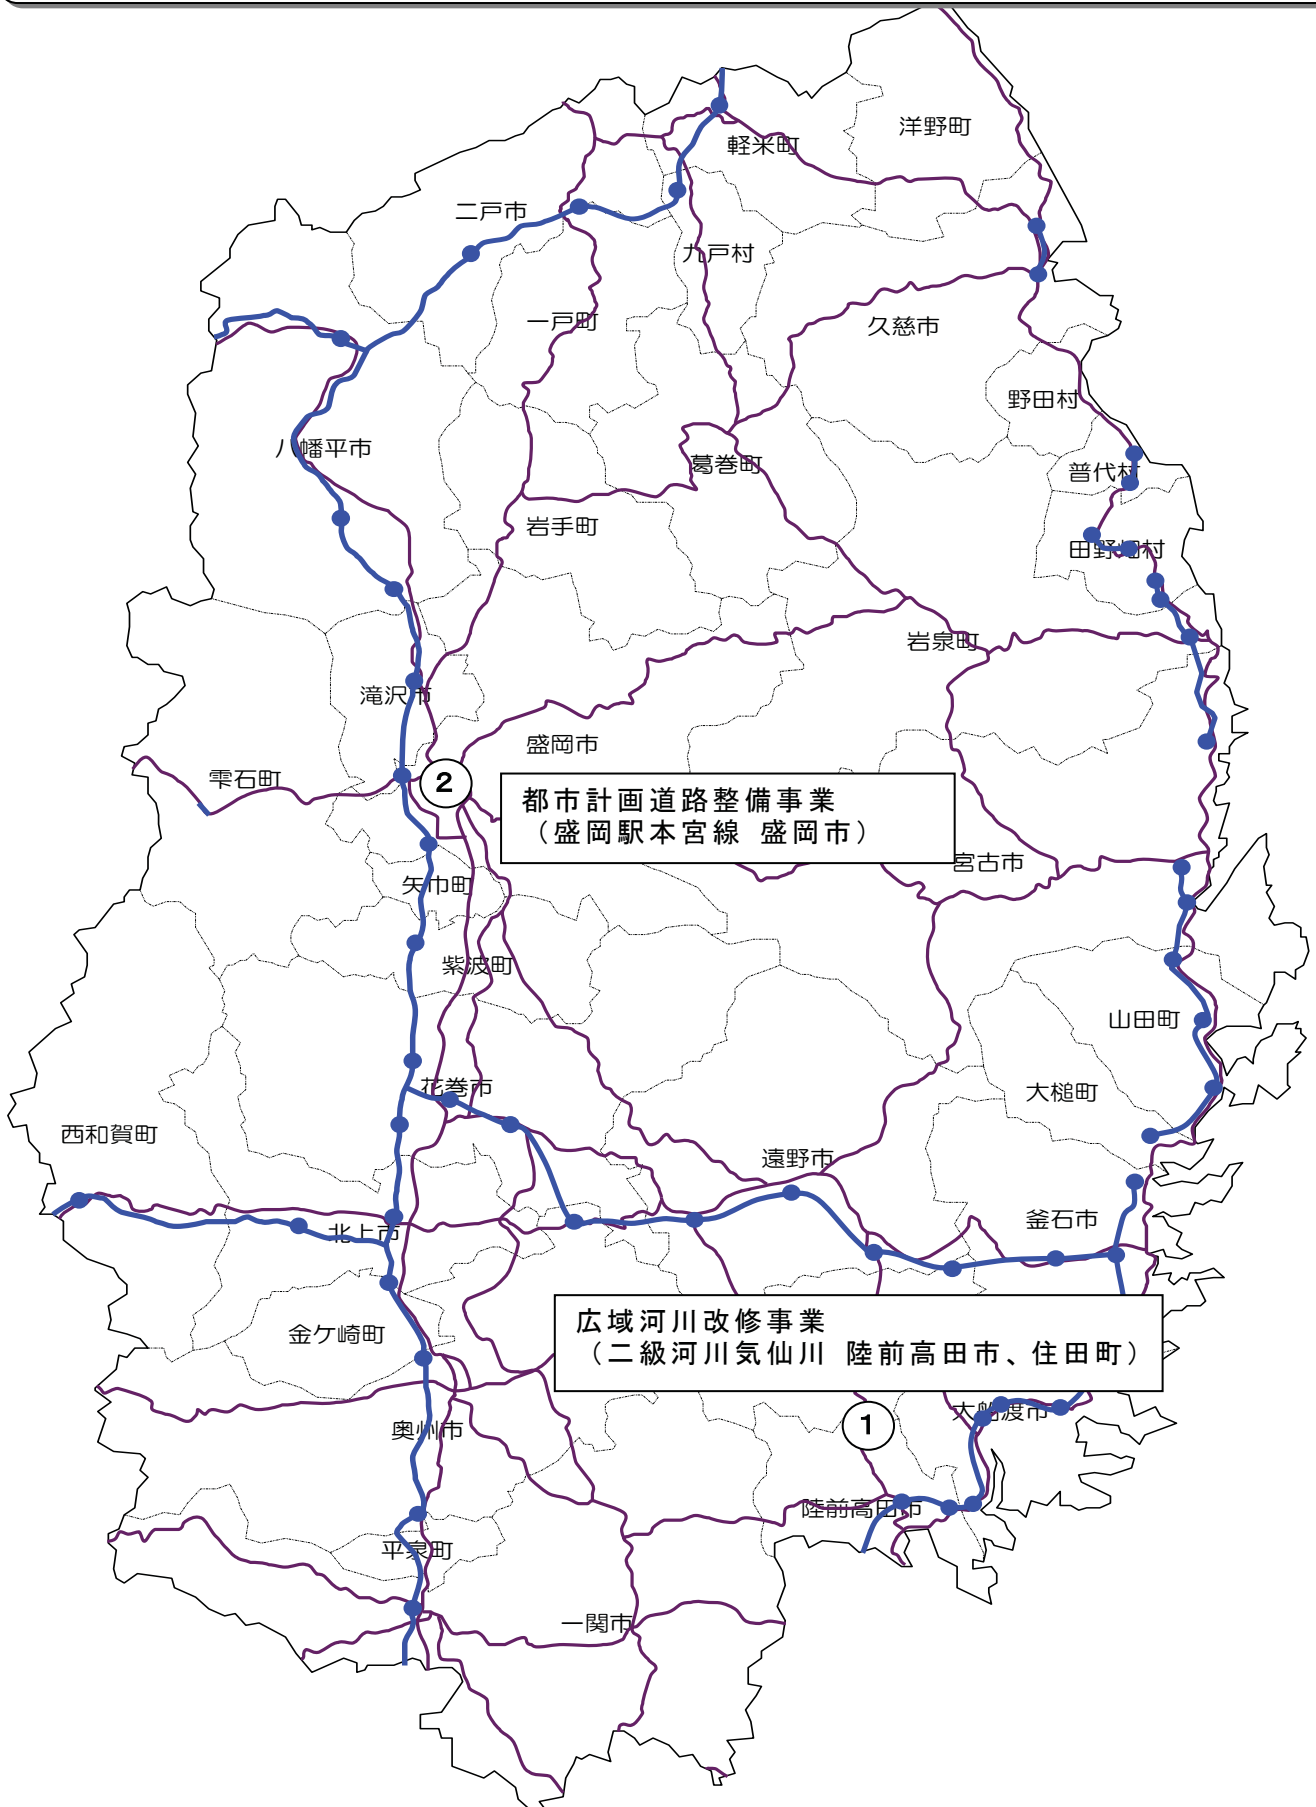 洋野町
軽米町
二戸市
九戸村
一戸町
久慈市
野田村
八幡平市
葛巻町
普代村
岩手町
田野畑村
岩泉町
滝沢市
盛岡市
雫石町
②
都市計画道路整備事業
（盛岡駅本宮線 盛岡市）
宮古市
矢巾町
紫波町
山田町
花巻市
大槌町
西和賀町
遠野市
釜石市
北上市
金ケ崎町
広域河川改修事業
（二級河川気仙川 陸前高田市、住田町）
大船渡市
①
奥州市
陸前高田市
平泉町
一関市